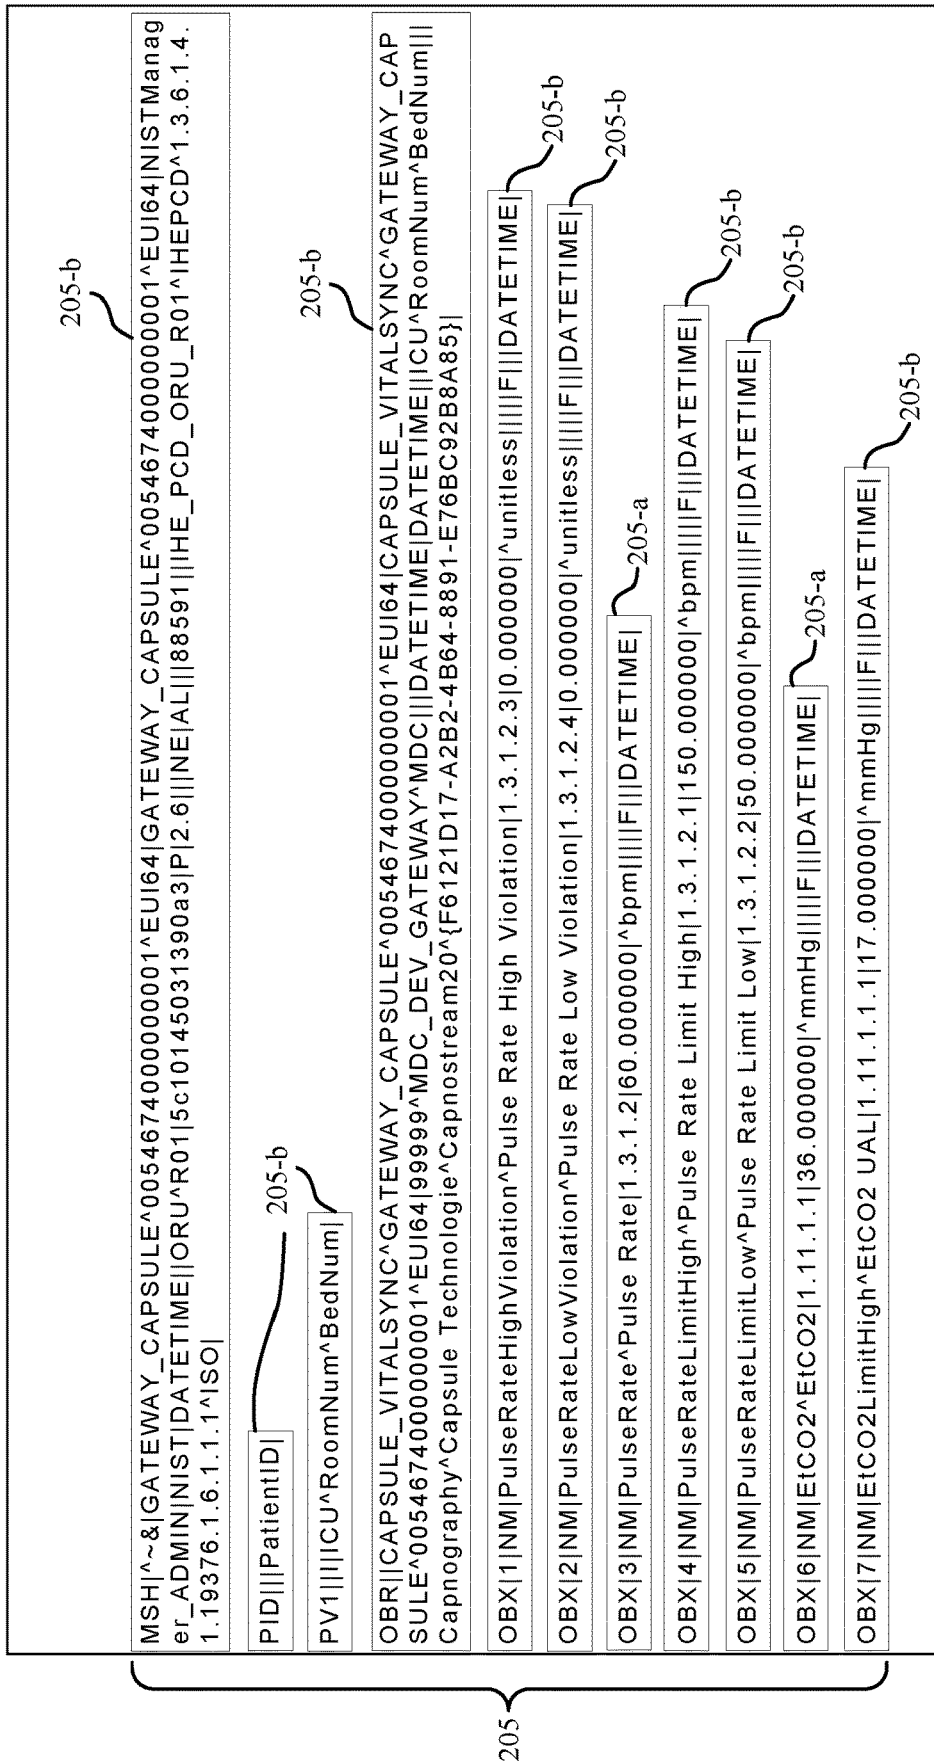 205-b
MSH|^~&|GATEWAY_CAPSULE^0054674000000001^EUI64|GATEWAY_CAPSULE^0054674000000001^EUI64|NISTManag
er_ADMIN|NIST|DATETIME||ORU^R01|5c10145031390a3|P|2.6|||NE|AL|||88591|||IHE_PCD_ORU_R01^IHEPCD^1.3.6.1.4.
1.19376.1.6.1.1.1^ISO|
PID|||PatientID|
205-b
PV1|||ICU^RoomNum^BedNum|
205-b
OBR||CAPSULE_VITALSYNC^GATEWAY_CAPSULE^0054674000000001^EUI64|CAPSULE_VITALSYNC^GATEWAY_CAP
SULE^0054674000000001^EUI64|99999^MDC_DEV_GATEWAY^MDC|||DATETIME|DATETIME||ICU^RoomNum^BedNum|||
Capnography^Capsule Technologie^Capnostream20^{F6121D17-A2B2-4B64-8891-E76BC92B8A85}|
OBX|1|NM|PulseRateHighViolation^Pulse Rate High Violation|1.3.1.2.3|0.000000|^unitless|||||F|||DATETIME|
205-b
OBX|2|NM|PulseRateLowViolation^Pulse Rate Low Violation|1.3.1.2.4|0.000000|^unitless|||||F|||DATETIME|
205-b
OBX|3|NM|PulseRate^Pulse Rate|1.3.1.2|60.000000|^bpm|||||F|||DATETIME|
205-a
OBX|4|NM|PulseRateLimitHigh^Pulse Rate Limit High|1.3.1.2.1|150.000000|^bpm|||||F|||DATETIME|
205-b
OBX|5|NM|PulseRateLimitLow^Pulse Rate Limit Low|1.3.1.2.2|50.000000|^bpm|||||F|||DATETIME|
205-b
OBX|6|NM|EtCO2^EtCO2|1.11.1.1|36.000000|^mmHg|||||F|||DATETIME|
205-a
OBX|7|NM|EtCO2LimitHigh^EtCO2 UAL|1.11.1.1.1|17.000000|^mmHg|||||F|||DATETIME|
205-b
205